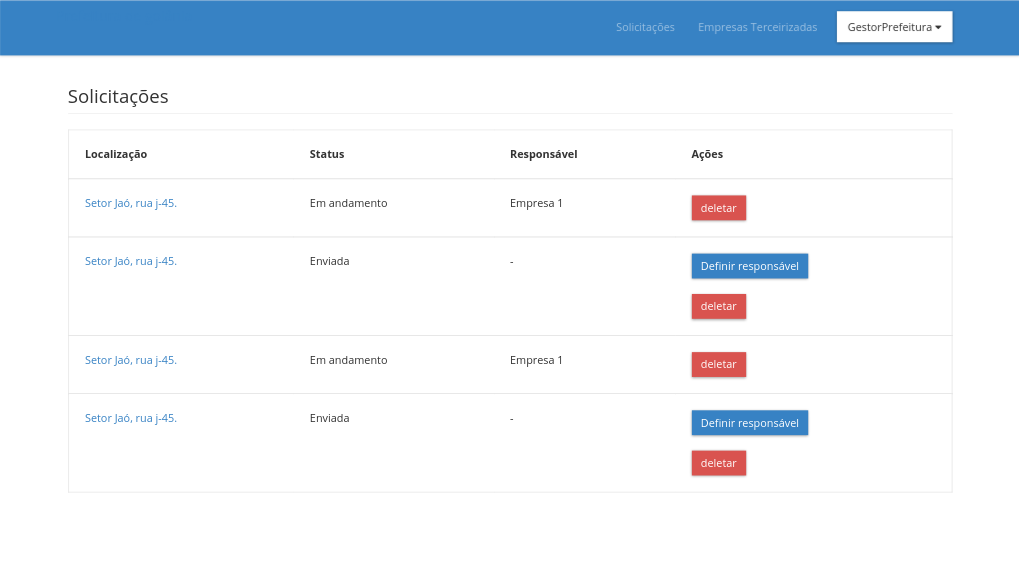 Solicitações Empresas Terceirizadas GestorPrefeitura
Solicitações
Localização Status Responsável Ações
Setor Jaó, rua j-45. Em andamento Empresa 1 deletar
Setor Jaó, rua j-45. Enviada - Definir responsável
deletar
Setor Jaó, rua j-45. Em andamento Empresa 1 deletar
Setor Jaó, rua j-45. Enviada - Definir responsável
deletar